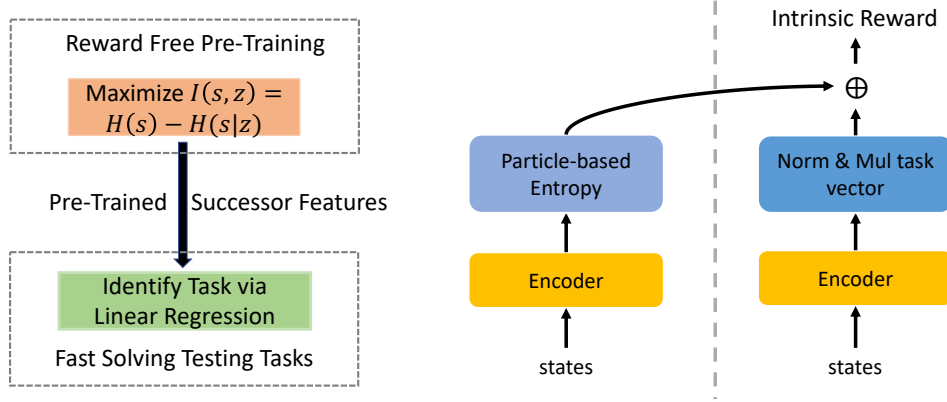 Reward Free Pre-Training
Maximize I(s, z) =
H(s) − H(s|z)
Pre-Trained Successor Features
Identify Task via
Linear Regression
Fast Solving Testing Tasks
Particle-based
Entropy
Encoder
states
Intrinsic Reward
⊕
Norm & Mul task
vector
Encoder
states